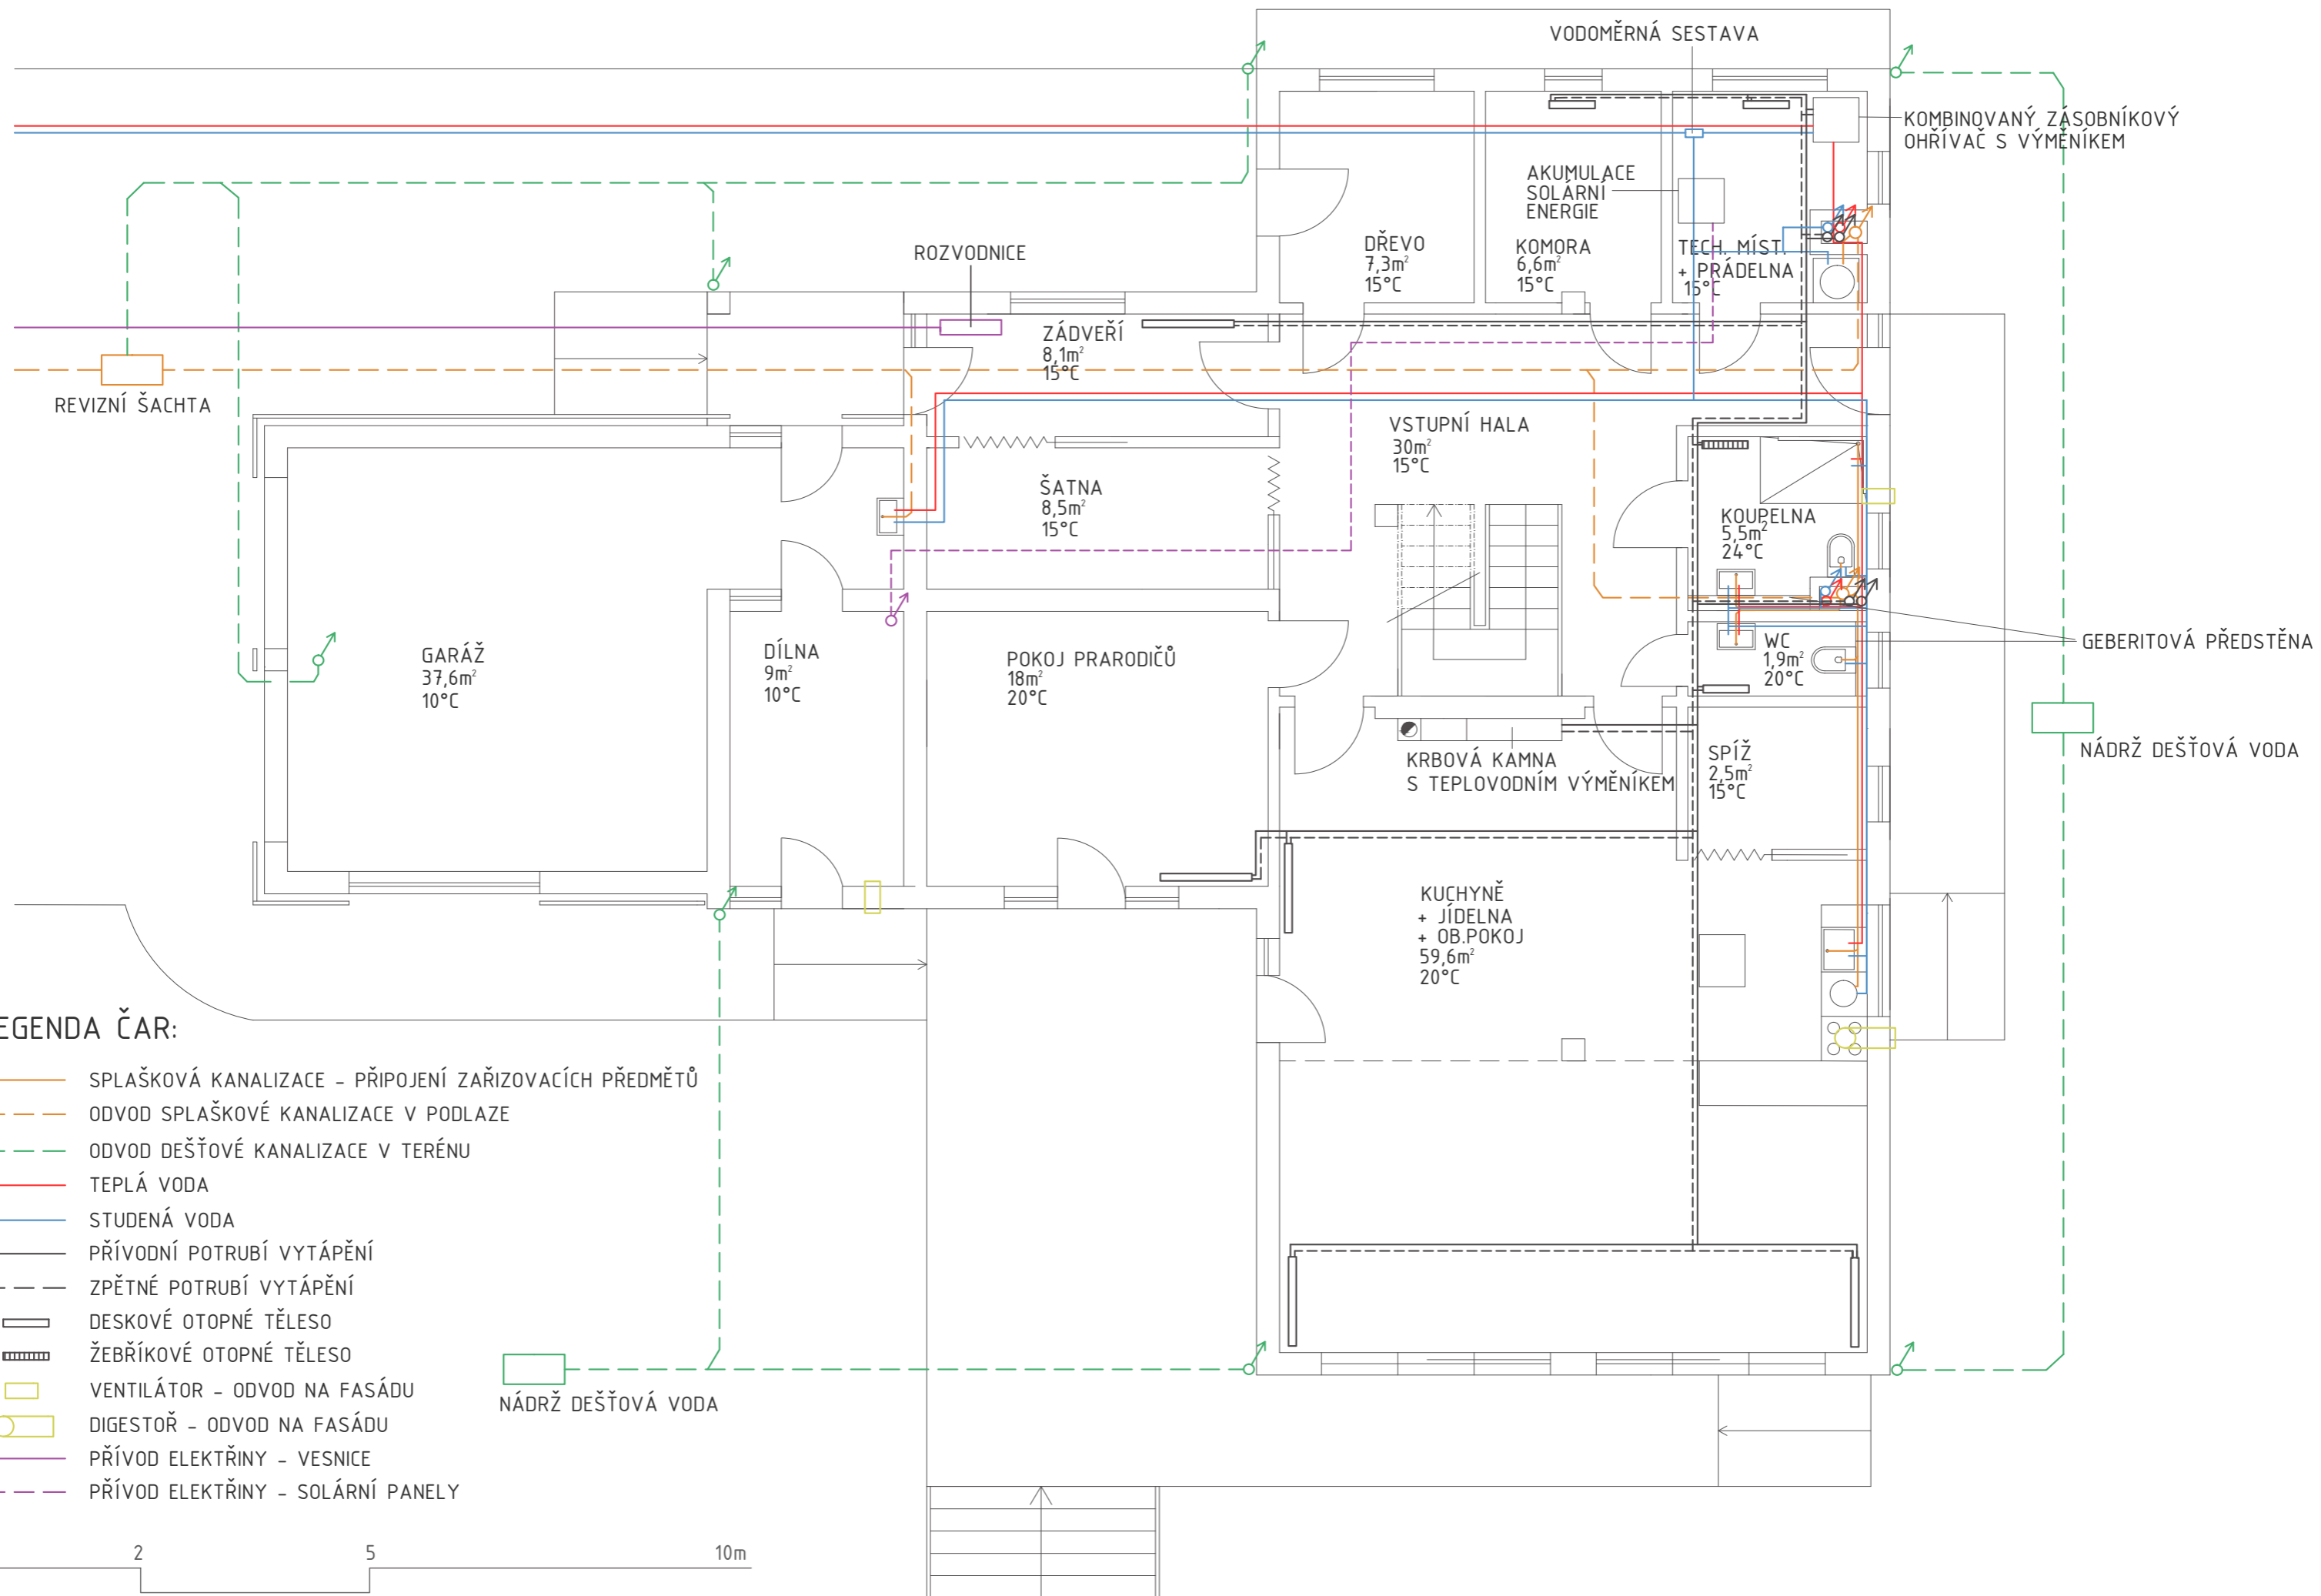 VODOMĚRNÁ SESTAVA
KOMBINOVANÝ ZÁSOBNÍKOVÝ
OHŘÍVAČ S VÝMĚNÍKEM
AKUMULACE
SOLÁRNÍ
ENERGIE
ROZVODNICE
DŘEVO
7,3m²
15°C
KOMORA
6,6m²
15°C
TECH. MÍST.
+ PRÁDELNA
15°C
ZÁDVEŘÍ
8,1m²
15°C
REVIZNÍ ŠACHTA
VSTUPNÍ HALA
30m²
15°C
ŠATNA
8,5m²
15°C
KOUPELNA
5,5m²
24°C
GARÁŽ
37,6m²
10°C
DÍLNA
9m²
10°C
POKOJ PRARODIČŮ
18m²
20°C
WC
1,9m²
20°C
GEBERITOVÁ PŘEDSTĚNA
NÁDRŽ DEŠŤOVÁ VODA
KRBOVÁ KAMNA
S TEPLOVODNÍM VÝMĚNÍKEM
SPÍŽ
2,5m²
15°C
KUCHYNĚ
+ JÍDELNA
+ OB.POKOJ
59,6m²
20°C
EGENDA ČAR:
SPLAŠKOVÁ KANALIZACE - PŘIPOJENÍ ZAŘIZOVACÍCH PŘEDMĚTŮ
ODVOD SPLAŠKOVÉ KANALIZACE V PODLAZE
ODVOD DEŠŤOVÉ KANALIZACE V TERÉNU
TEPLÁ VODA
STUDENÁ VODA
PŘÍVODNÍ POTRUBÍ VYTÁPĚNÍ
ZPĚTNÉ POTRUBÍ VYTÁPĚNÍ
DESKOVÉ OTOPNÉ TĚLESO
ŽEBŘÍKOVÉ OTOPNÉ TĚLESO
VENTILÁTOR - ODVOD NA FASÁDU
DIGESTOŘ - ODVOD NA FASÁDU
PŘÍVOD ELEKTŘINY - VESNICE
PŘÍVOD ELEKTŘINY - SOLÁRNÍ PANELY
NÁDRŽ DEŠŤOVÁ VODA
2 5 10m